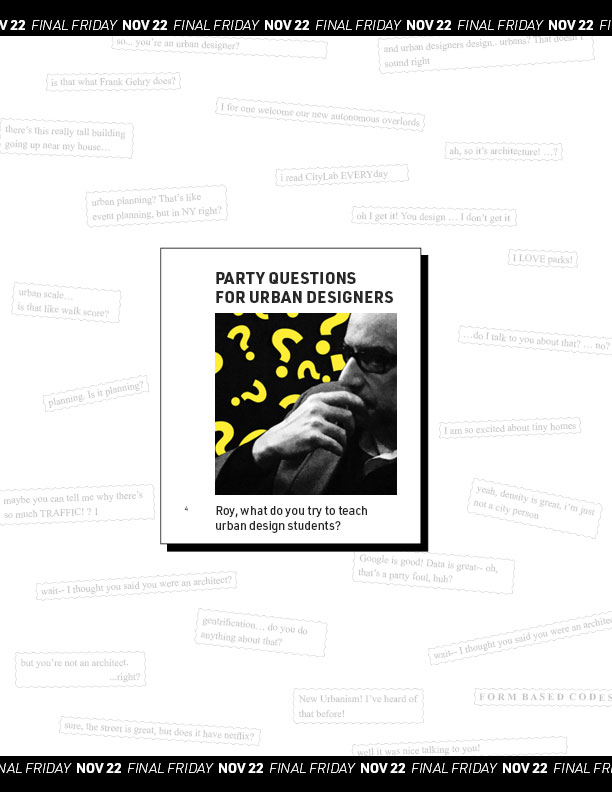 V 22 FINAL FRIDAY NOV 22 FINAL FRIDAY NOV 22 FINAL FRIDAY NOV 22 FINAL FRIDAY NOV 22 FI
so... you're an urban designer?
and urban designers design.. urbans? That doesn't
sound right
is that what Frank Gehry does?
I for one welcome our new autonomous overlords
there's this really tall building
going up near my house…
ah, so it's architecture! …?
i read CityLab EVERYday
urban planning? That's like
event planning, but in NY right?
oh I get it! You design … I don't get it
I LOVE parks!
PARTY QUESTIONS
FOR URBAN DESIGNERS
urban scale…
is that like walk score?
…do I talk to you about that? … no?
planning. Is it planning?
I am so excited about tiny homes
maybe you can tell me why there's
so much TRAFFIC! ? 1
yeah, density is great, i'm just
not a city person
4
Roy, what do you try to teach
urban design students?
Google is good! Data is great-- oh,
that's a party foul, huh?
wait-- I thought you said you were an architect?
gentrification… do you do
anything about that?
wait-- I thought you said you were an architec
but you're not an architect-
...right?
New Urbanism! I've heard of
that before!
FORM BASED CODES
sure, the street is great, but does it have netflix?
well it was nice talking to you!
NAL FRIDAY NOV 22 FINAL FRIDAY NOV 22 FINAL FRIDAY NOV 22 FINAL FRIDAY NOV 22 FINAL FR